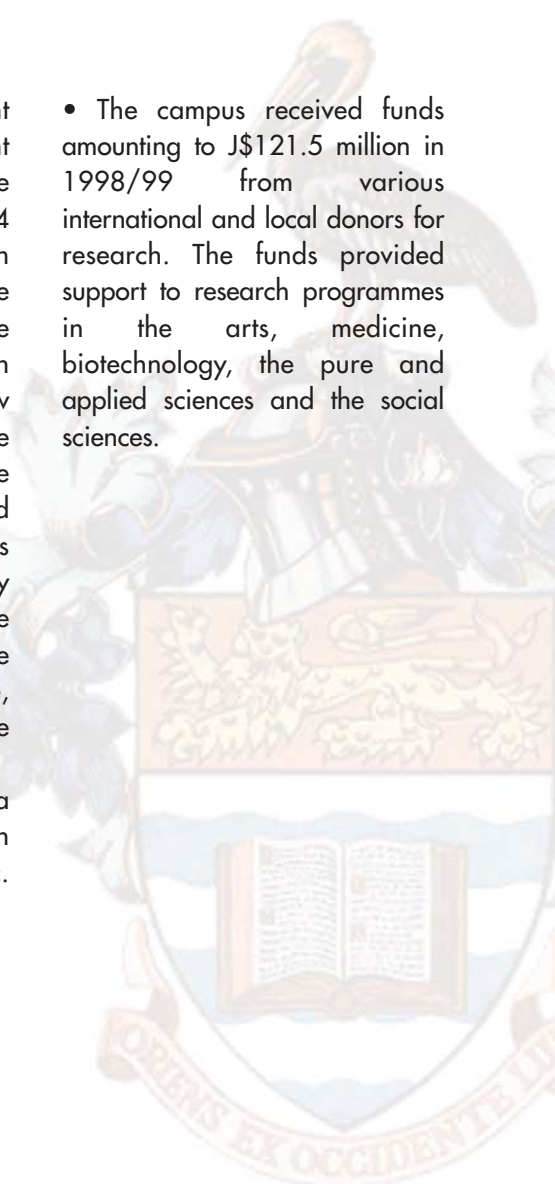 • The campus received funds
amounting to J$121.5 million in
1998/99 from various
international and local donors for
research. The funds provided
support to research programmes
in the arts, medicine,
biotechnology, the pure and
applied sciences and the social
sciences.
ORIENS EX OCCIDENTE